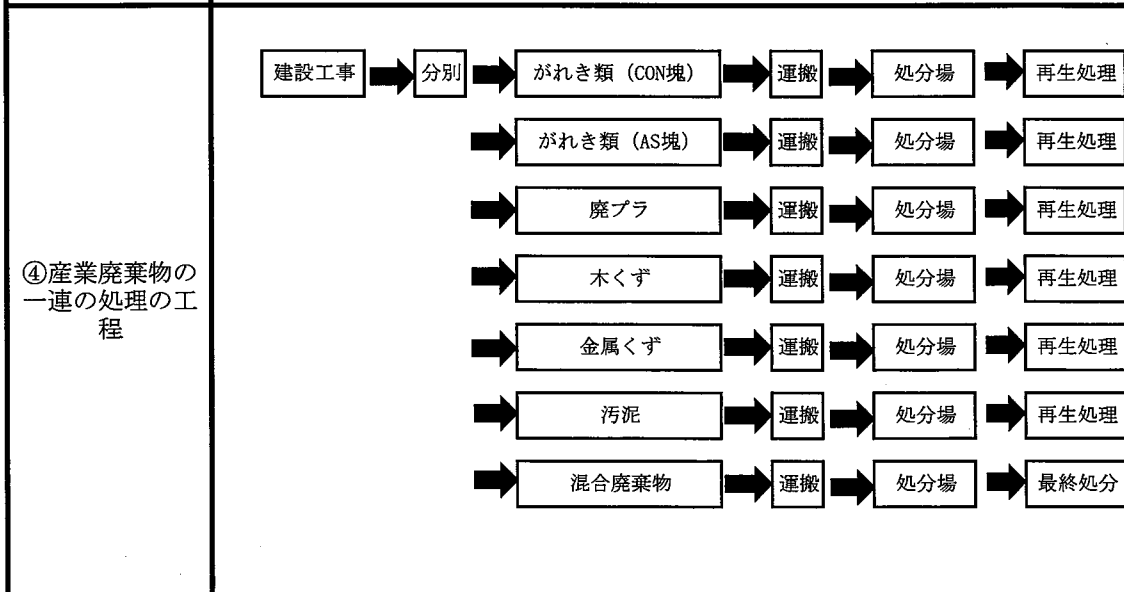 ④産業廃棄物の
一連の処理の工
程
建設工事 分別 がれき類（CON塊） 運搬 処分場 再生処理
がれき類（AS塊） 運搬 処分場 再生処理
廃プラ 運搬 処分場 再生処理
木くず 運搬 処分場 再生処理
金属くず 運搬 処分場 再生処理
汚泥 運搬 処分場 再生処理
混合廃棄物 運搬 処分場 最終処分